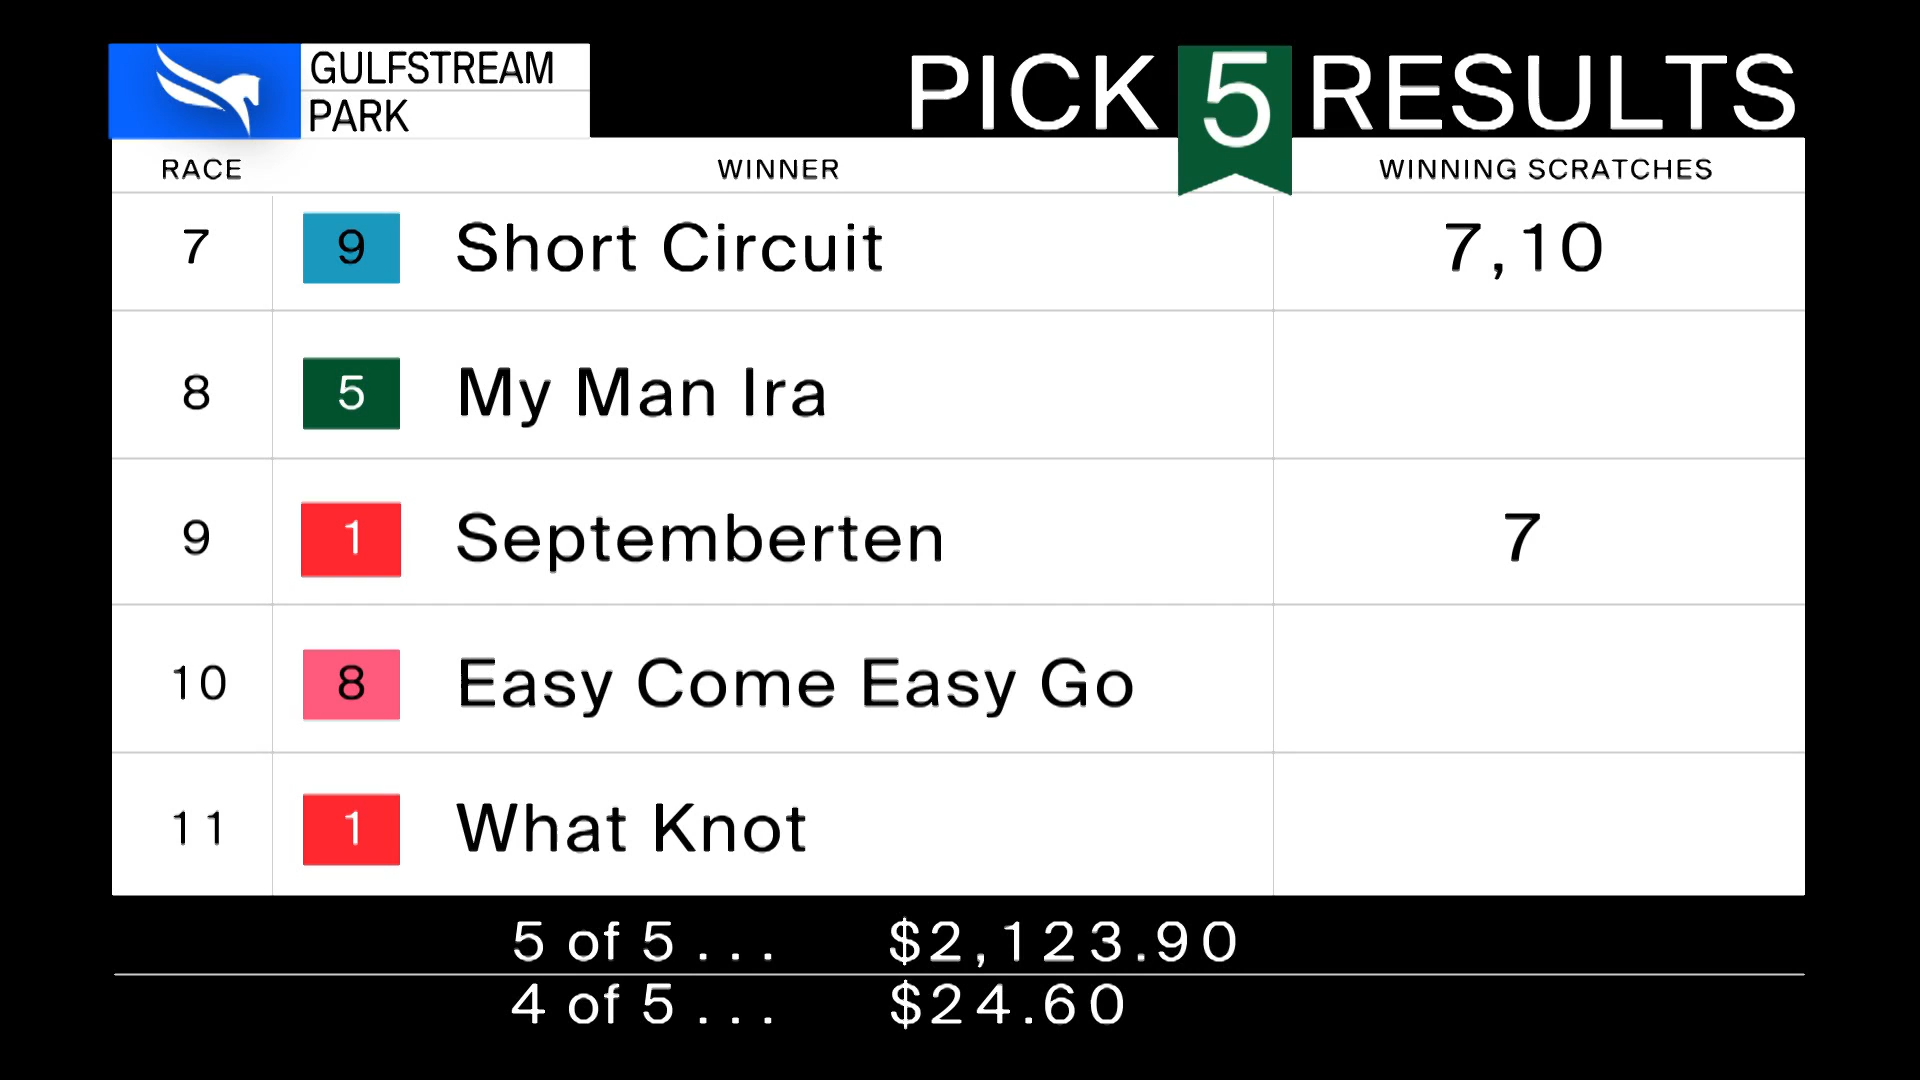 GULFSTREAM
PARK
PICK 5 RESULTS
RACE WINNER WINNING SCRATCHES
7 9 Short Circuit 7,10
8 5 My Man Ira
9 1 Septemberten 7
10 8 Easy Come Easy Go
11 1 What Knot
5 of 5 ... $2,123.90
4 of 5 ... $24.60